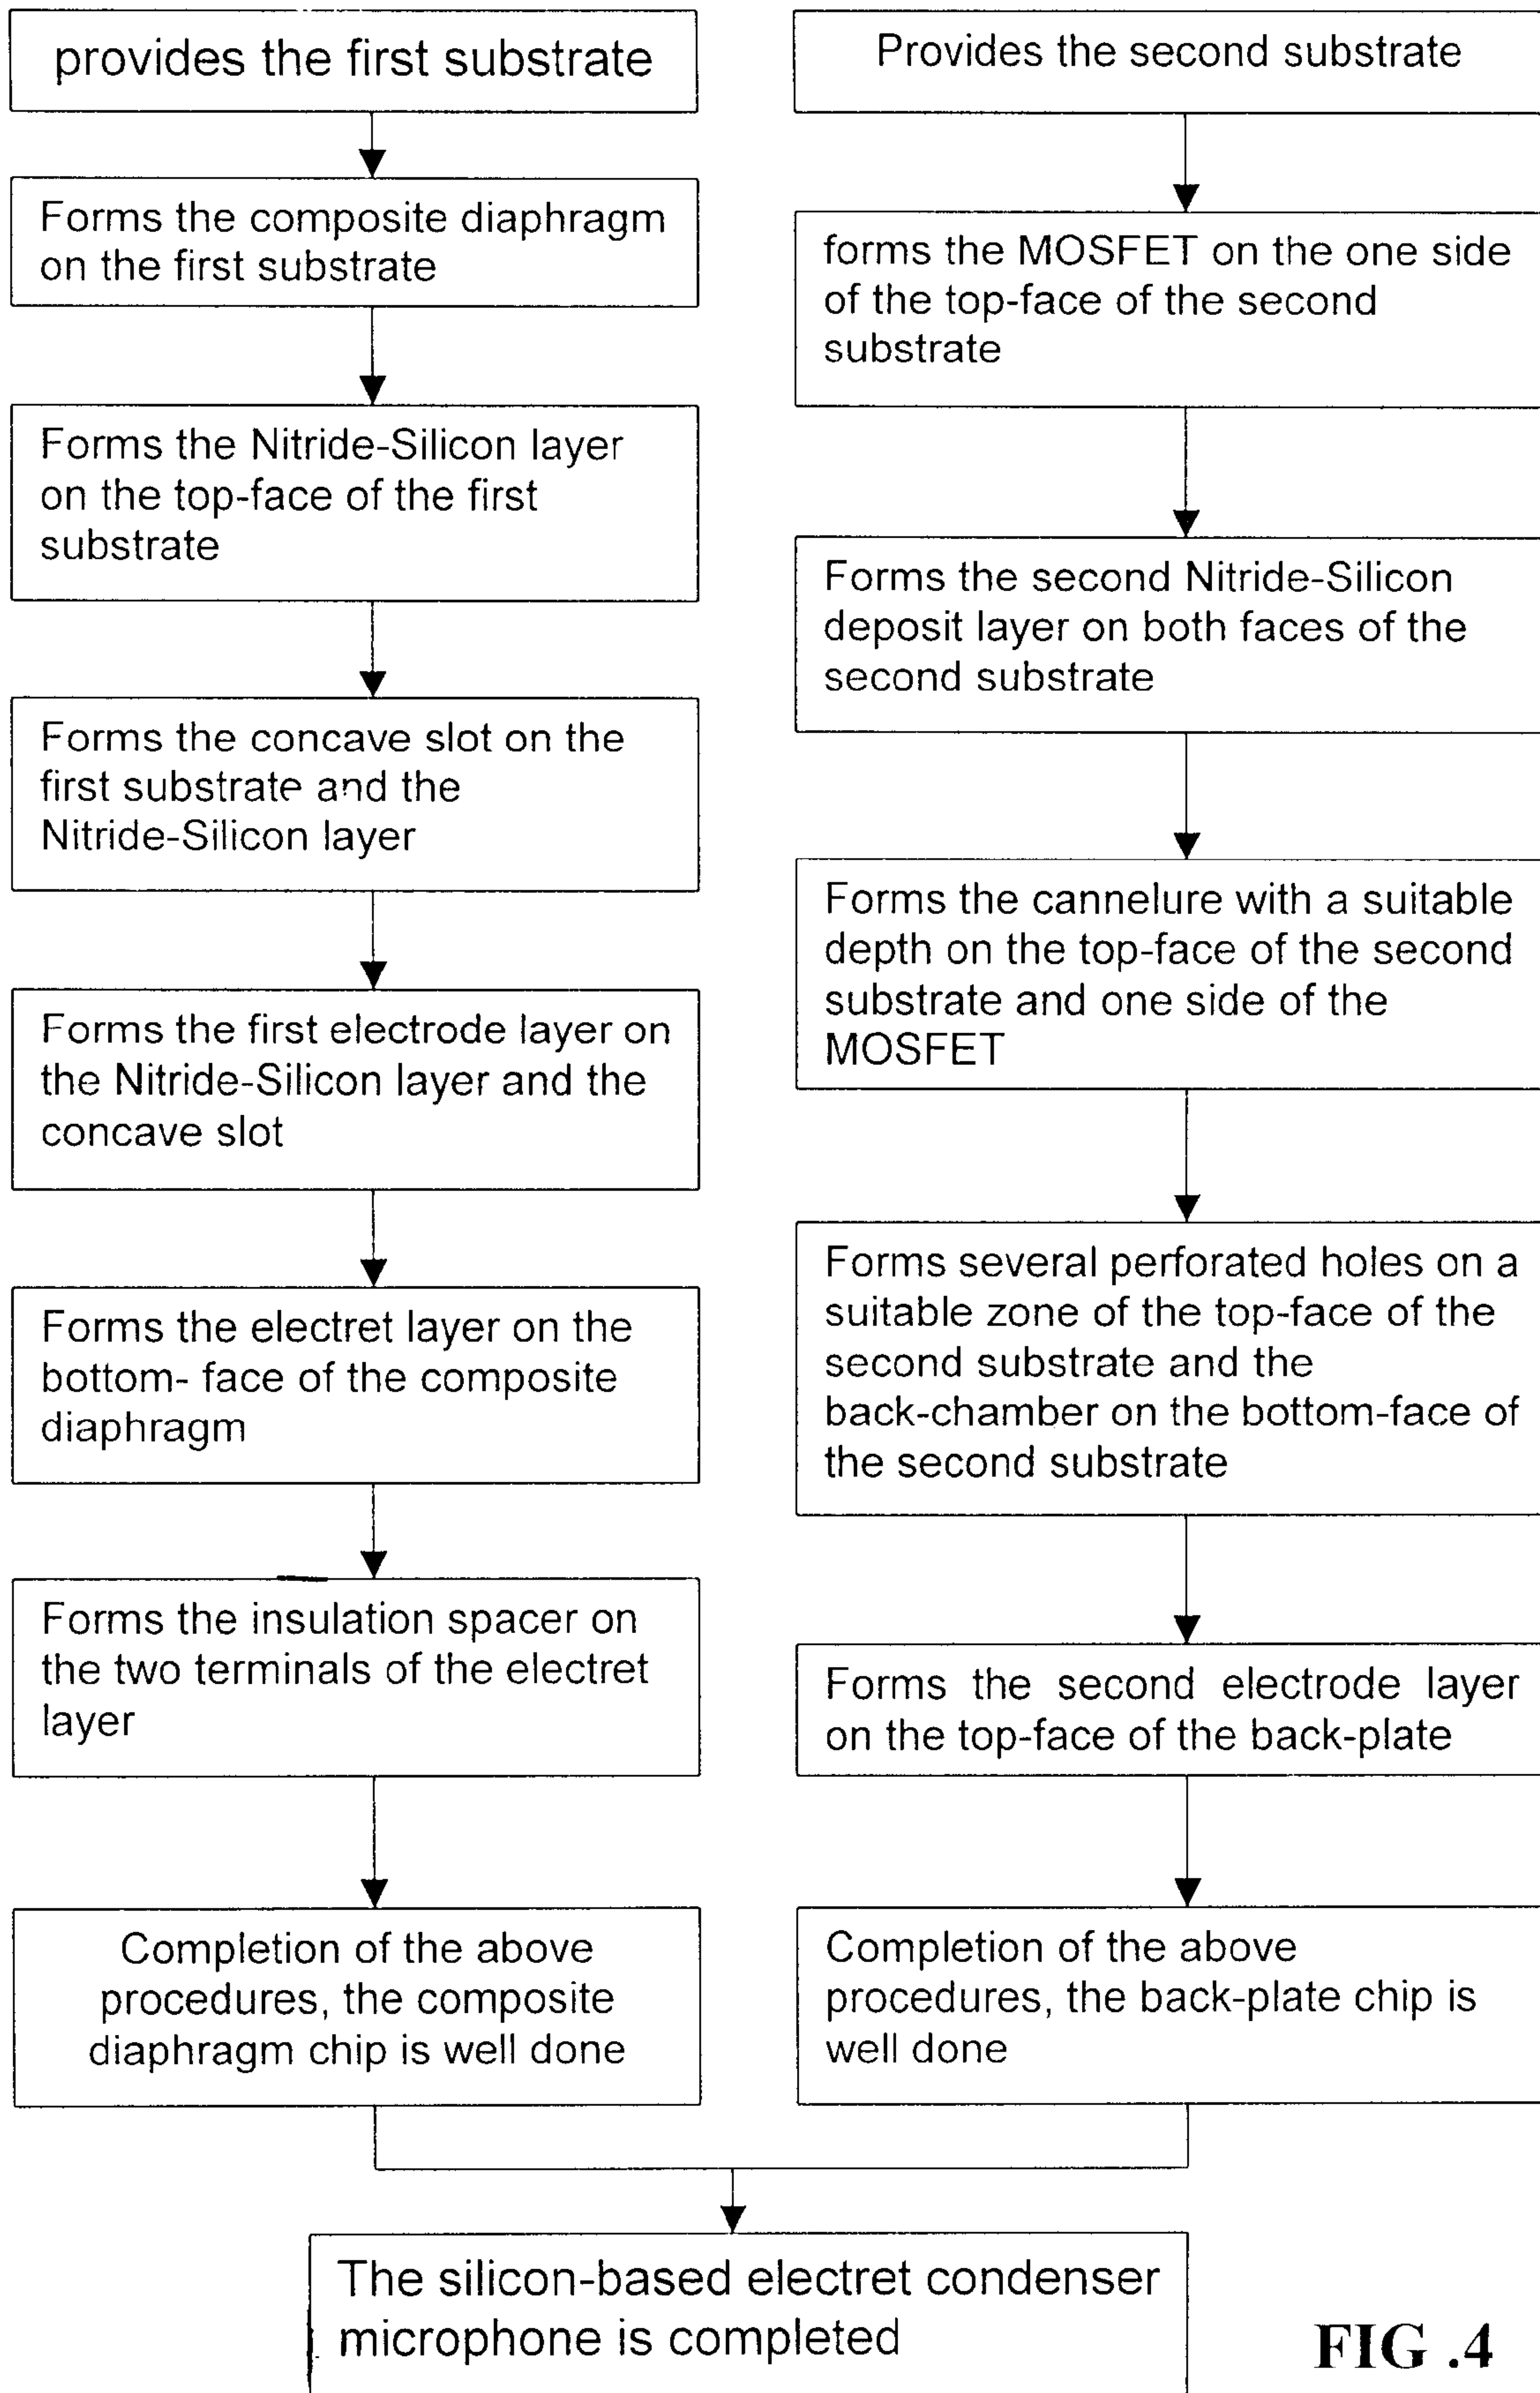 provides the first substrate
Forms the composite diaphragm
on the first substrate
Forms the Nitride-Silicon layer
on the top-face of the first
substrate
Forms the concave slot on the
first substrate and the
Nitride-Silicon layer
Forms the first electrode layer on
the Nitride-Silicon layer and the
concave slot
Forms the electret layer on the
bottom- face of the composite
diaphragm
Forms the insulation spacer on
the two terminals of the electret
layer
Completion of the above
procedures, the composite
diaphragm chip is well done
Provides the second substrate
forms the MOSFET on the one side
of the top-face of the second
substrate
Forms the second Nitride-Silicon
deposit layer on both faces of the
second substrate
Forms the cannelure with a suitable
depth on the top-face of the second
substrate and one side of the
MOSFET
Forms several perforated holes on a
suitable zone of the top-face of the
second substrate and the
back-chamber on the bottom-face of
the second substrate
Forms the second electrode layer
on the top-face of the back-plate
Completion of the above
procedures, the back-plate chip is
well done
The silicon-based electret condenser
microphone is completed
FIG .4